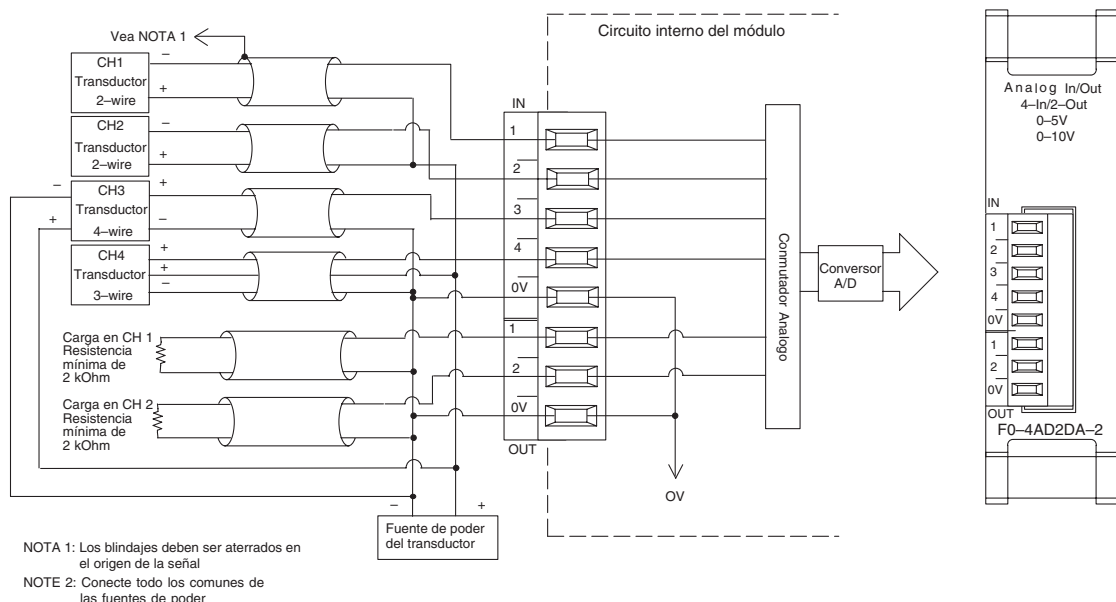 Vea NOTA 1
CH1
Transductor
2–wire
–
+
CH2
Transductor
2–wire
–
+
CH3
Transductor
4–wire
–
+
+
–
CH4
Transductor
3–wire
+
+
–
Carga en CH 1
Resistencia
mínima de
2 kOhm
Carga en CH 2
Resistencia
mínima de
2 kOhm
IN
1
2
3
4
0V
1
2
0V
OUT
–
+
Fuente de poder
del transductor
Circuito interno del módulo
Conmutador Analogo
Conversor
A/D
OV
Analog In/Out
4–In/2–Out
0–5V
0–10V
IN
1
2
3
4
0V
1
2
0V
OUT
F0–4AD2DA–2
NOTA 1: Los blindajes deben ser aterrados en
el origen de la señal
NOTE 2: Conecte todo los comunes de
las fuentes de poder